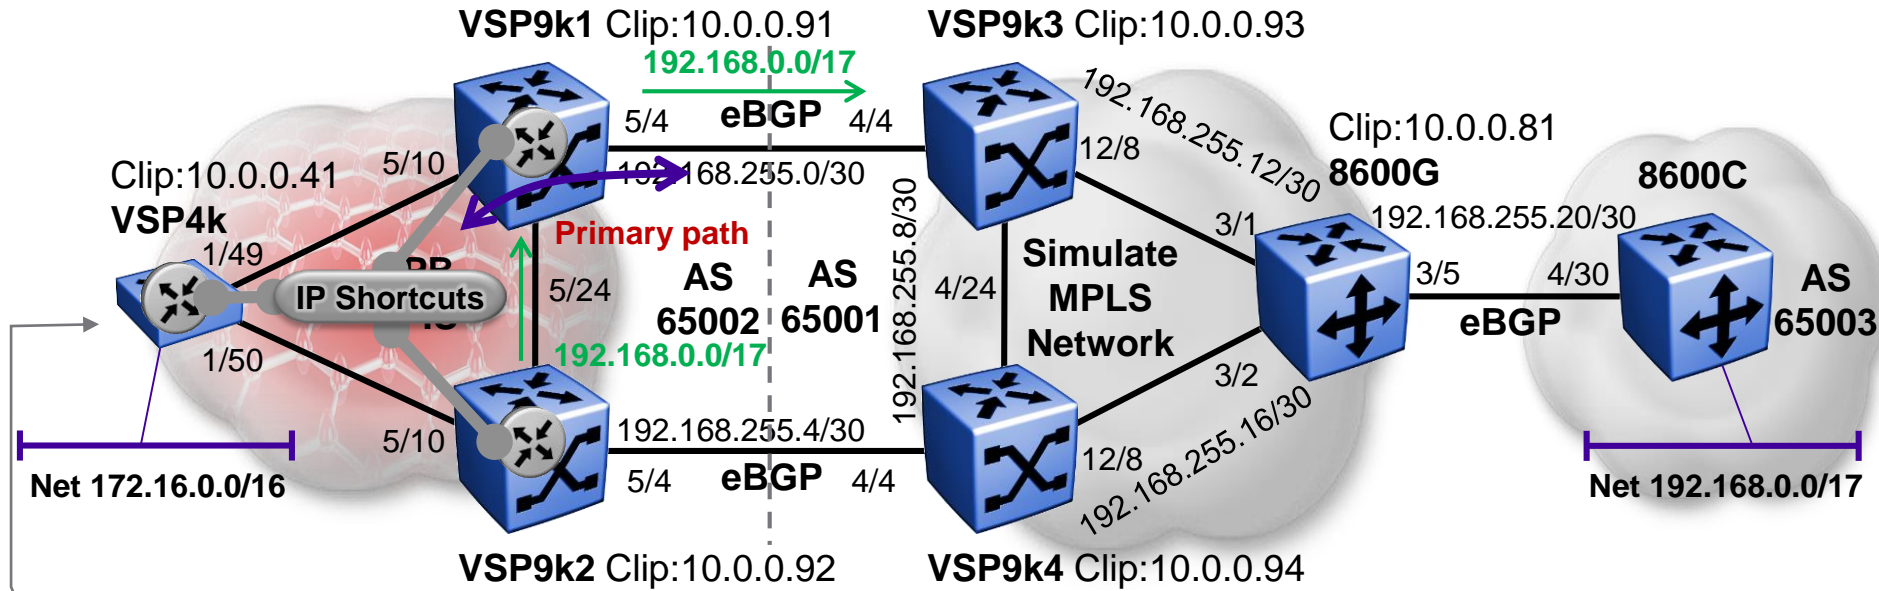 VSP9k1 Clip:10.0.0.91
VSP9k3 Clip:10.0.0.93
192.168.0.0/17
5/4
eBGP
4/4
192.168.255.0/30
5/10
12/8
192.168.255.12/30
Clip:10.0.0.81
8600G
8600C
Clip:10.0.0.41
VSP4k
1/49
Primary path
192.168.255.8/30
3/1
192.168.255.20/30
IP Shortcuts
5/24
AS
65002
AS
65001
4/24
Simulate
MPLS
Network
3/5
4/30
eBGP
AS
65003
1/50
192.168.0.0/17
3/2
5/10
192.168.255.4/30
5/4
eBGP
4/4
12/8
192.168.255.16/30
Net 172.16.0.0/16
Net 192.168.0.0/17
VSP9k2 Clip:10.0.0.92
VSP9k4 Clip:10.0.0.94